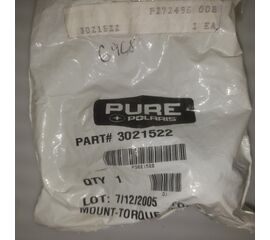 3021522
1 EA
PURE
POLARIS
PART# 3021522
QTY 1
LOT: 7/12/2005
MOUNT-TORQUE